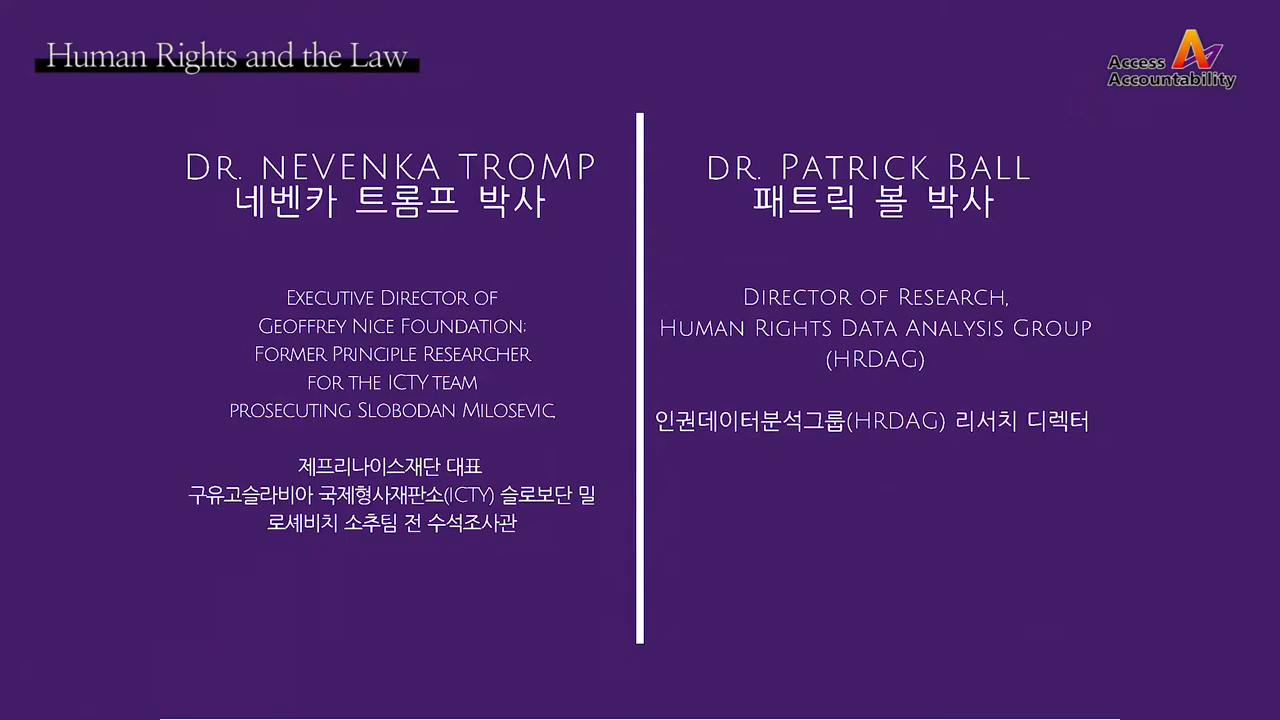 Human Rights and the Law
Access
Accountability
DR. NEVENKA TROMP
네벤카 트롬프 박사
EXECUTIVE DIRECTOR OF
GEOFFREY NICE FOUNDATION;
FORMER PRINCIPLE RESEARCHER
FOR THE ICTY TEAM
PROSECUTING SLOBODAN MILOSEVIC.
제프리나이스재단 대표
구유고슬라비아 국제형사재판소(ICTY) 슬로보단 밀
로셰비치 소추팀 전 수석조사관
DR. PATRICK BALL
패트릭 볼 박사
DIRECTOR OF RESEARCH,
HUMAN RIGHTS DATA ANALYSIS GROUP
(HRDAG)
인권데이터분석그룹(HRDAG) 리서치 디렉터